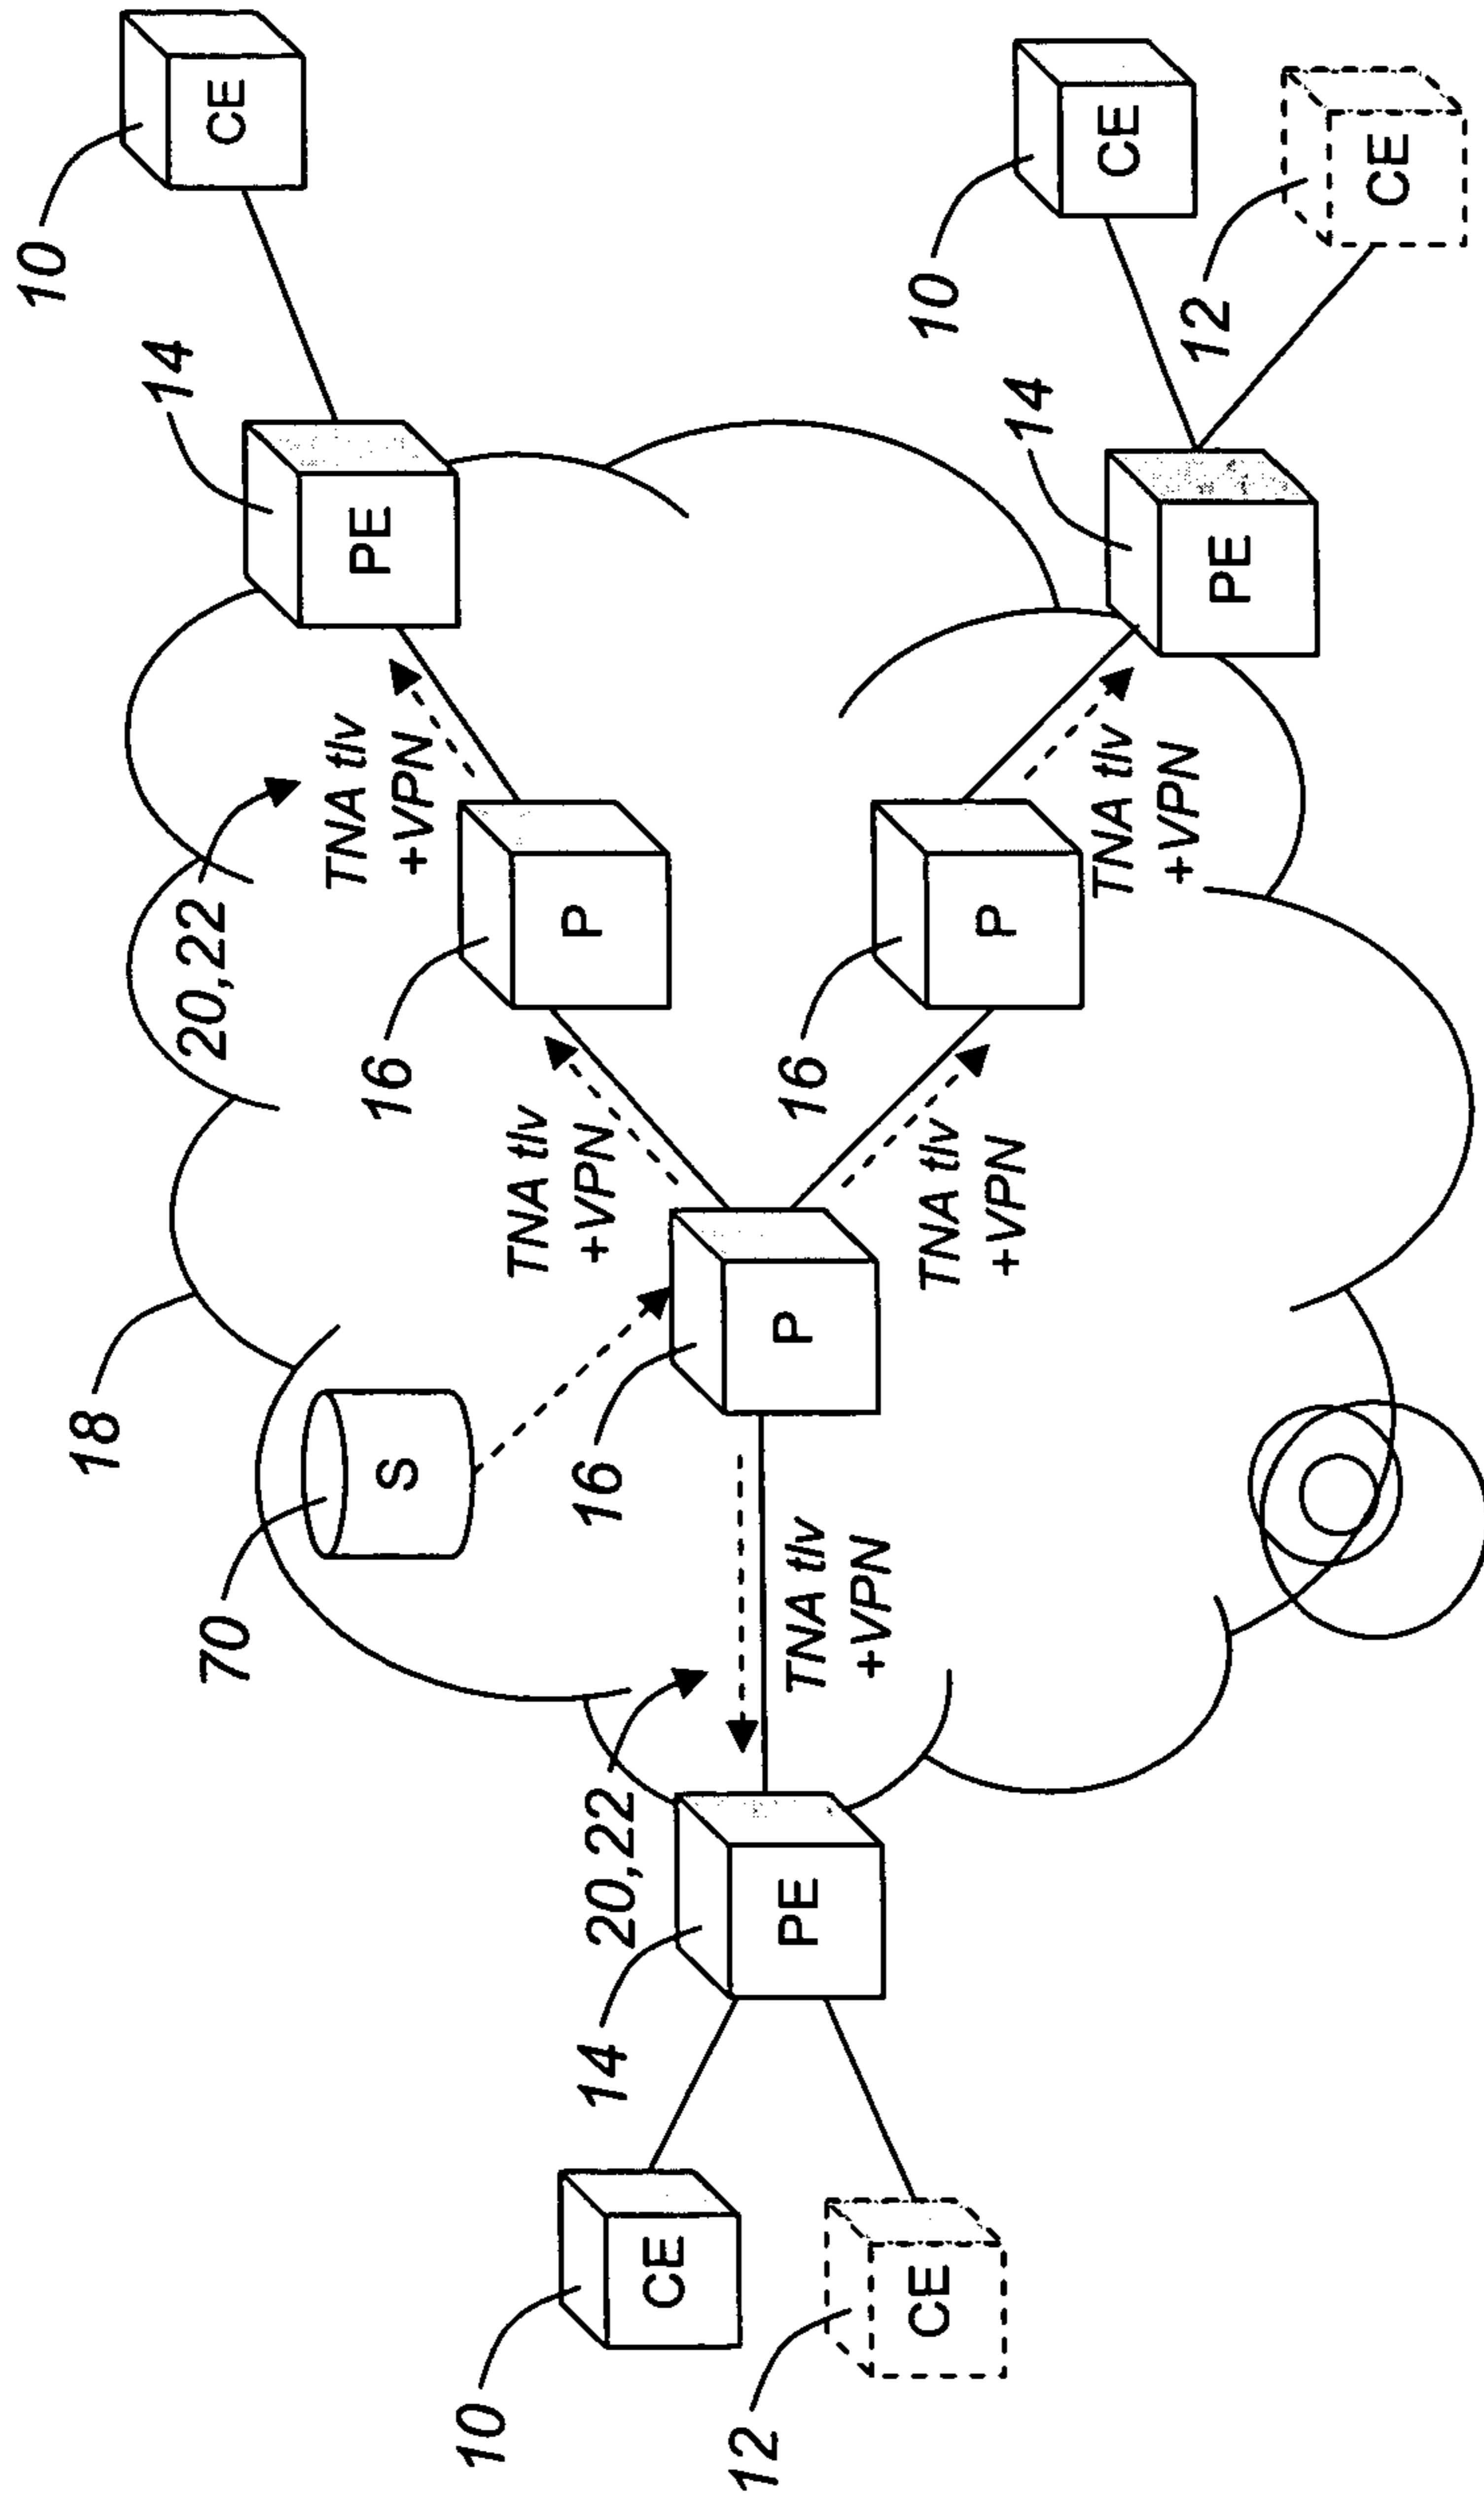 10
18
14
20,22
CE
70
TNA tlv
+VPN
PE
16
S
10
TNA tlv
+VPN
P
16
14
20,22
CE
12
P
PE
16
TNA tlv
+VPN
10
CE
TNA tlv
+VPN
P
14
TNA tlv
+VPN
CE
12
PE
CE